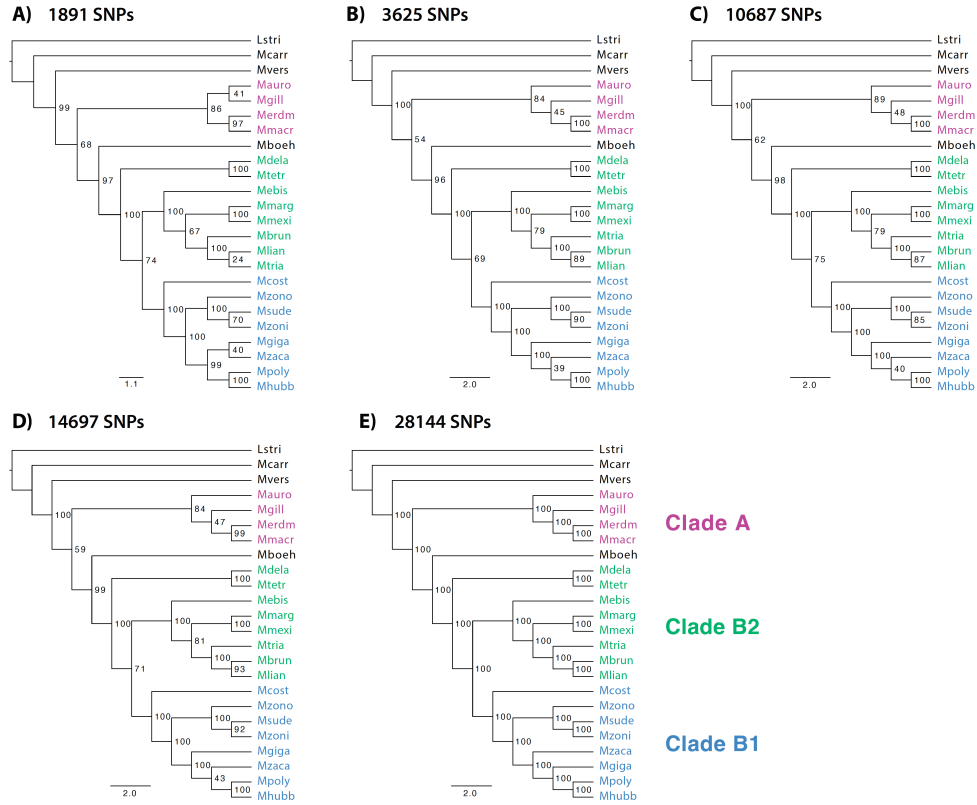 A) 1891 SNPs
Lstri
Mcarr
Mvers
Mauro
41
Mgill
99
86
Merdm
97
Mmacr
68
Mboeh
Mdela
97
100
Mtetr
Mebis
100
100
Mmarg
100
Mmexi
67
Mbrun
100
Mlian
74
24
Mtria
Mcost
Mzono
100
100
Msude
70
Mzoni
100
Mgiga
40
99
Mzaca
Mpoly
100
Mhubb
1.1
B) 3625 SNPs
Lstri
Mcarr
Mvers
Mauro
84
Mgill
100
45
Merdm
100
Mmacr
54
Mboeh
Mdela
96
100
Mtetr
Mebis
100
100
Mmarg
100
Mmexi
79
Mtria
100
Mbrun
69
89
Mlian
Mcost
Mzono
100
100
Msude
90
Mzoni
100
Mgiga
100
Mzaca
39
Mpoly
100
Mhubb
2.0
C) 10687 SNPs
Lstri
Mcarr
Mvers
Mauro
89
Mgill
100
48
Merdm
100
Mmacr
62
Mboeh
Mdela
98
100
Mtetr
Mebis
100
100
Mmarg
100
Mmexi
79
Mtria
100
Mbrun
75
87
Mlian
Mcost
Mzono
100
100
Msude
85
Mzoni
100
Mgiga
100
Mzaca
40
Mpoly
100
Mhubb
2.0
D) 14697 SNPs
Lstri
Mcarr
Mvers
Mauro
84
Mgill
100
47
Merdm
99
Mmacr
59
Mboeh
Mdela
99
100
Mtetr
Mebis
100
100
Mmarg
100
Mmexi
81
Mtria
100
Mbrun
71
93
Mlian
Mcost
Mzono
100
100
Msude
92
Mzoni
100
Mgiga
100
Mzaca
43
Mpoly
100
Mhubb
2.0
E) 28144 SNPs
Lstri
Mcarr
Mvers
Mauro
100
Mgill
100
100
Merdm
100
Mmacr
100
Mboeh
Mdela
100
100
Mtetr
Mebis
100
100
Mmarg
100
Mmexi
100
Mtria
100
Mbrun
100
100
Mlian
Mcost
Mzono
100
100
Msude
100
Mzoni
100
Mzaca
100
Mgiga
100
Mpoly
100
Mhubb
2.0
Clade A
Clade B2
Clade B1